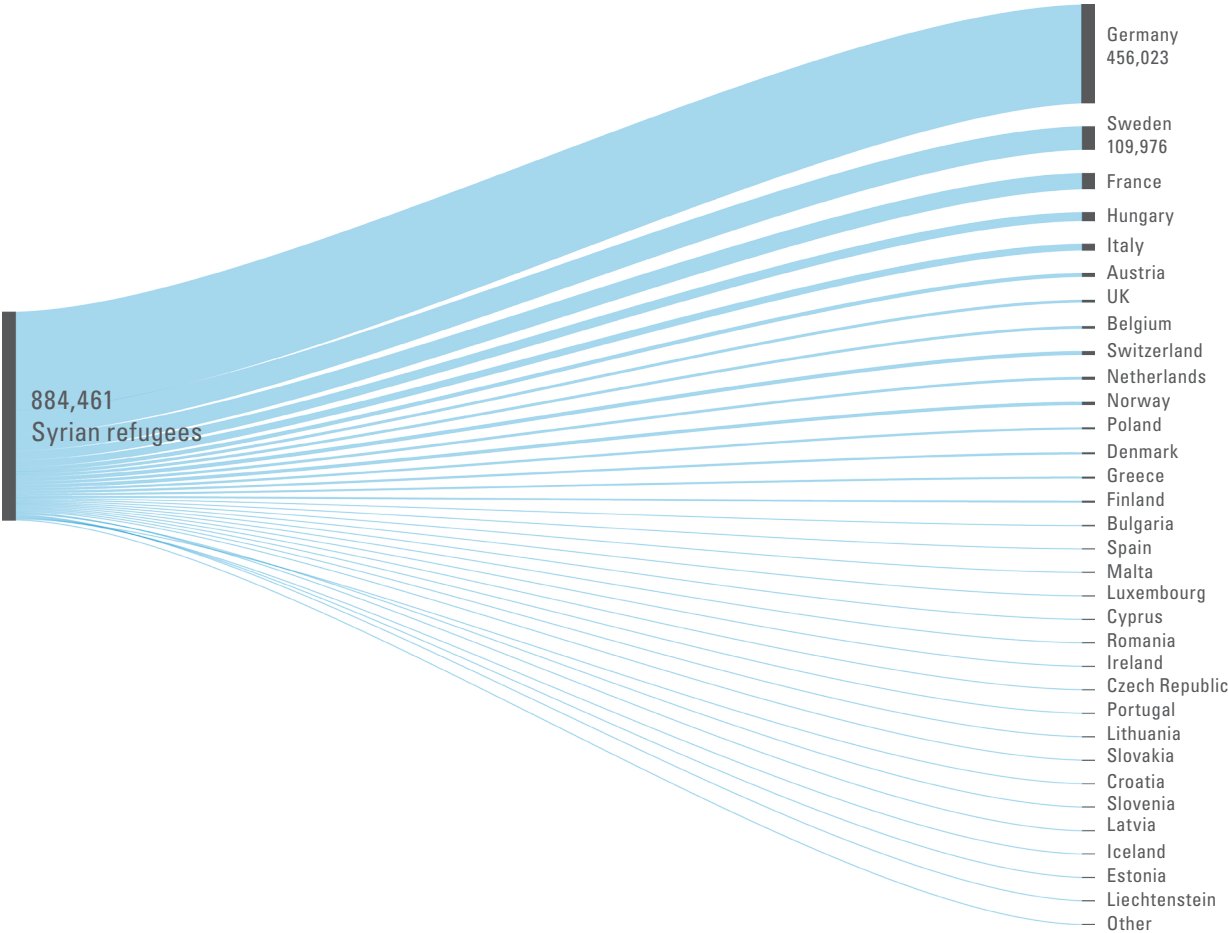 Germany
456,023
Sweden
109,976
France
Hungary
Italy
Austria
UK
Belgium
Switzerland
Netherlands
Norway
Poland
Denmark
Greece
Finland
Bulgaria
Spain
Malta
Luxembourg
Cyprus
Romania
Ireland
Czech Republic
Portugal
Lithuania
Slovakia
Croatia
Slovenia
Latvia
Iceland
Estonia
Liechtenstein
Other
884,461
Syrian refugees